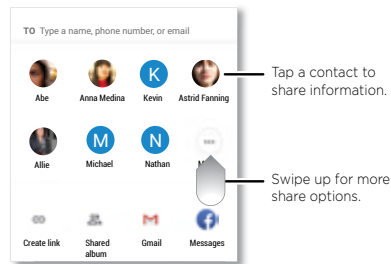 TO Type a name, phone number, or email
K
Abe Anna Medina Kevin Astrid Fanning
Tap a contact to
share information.
M N
Allie Michael Nathan
Swipe up for more
share options.
Create link Shared album Gmail Messages